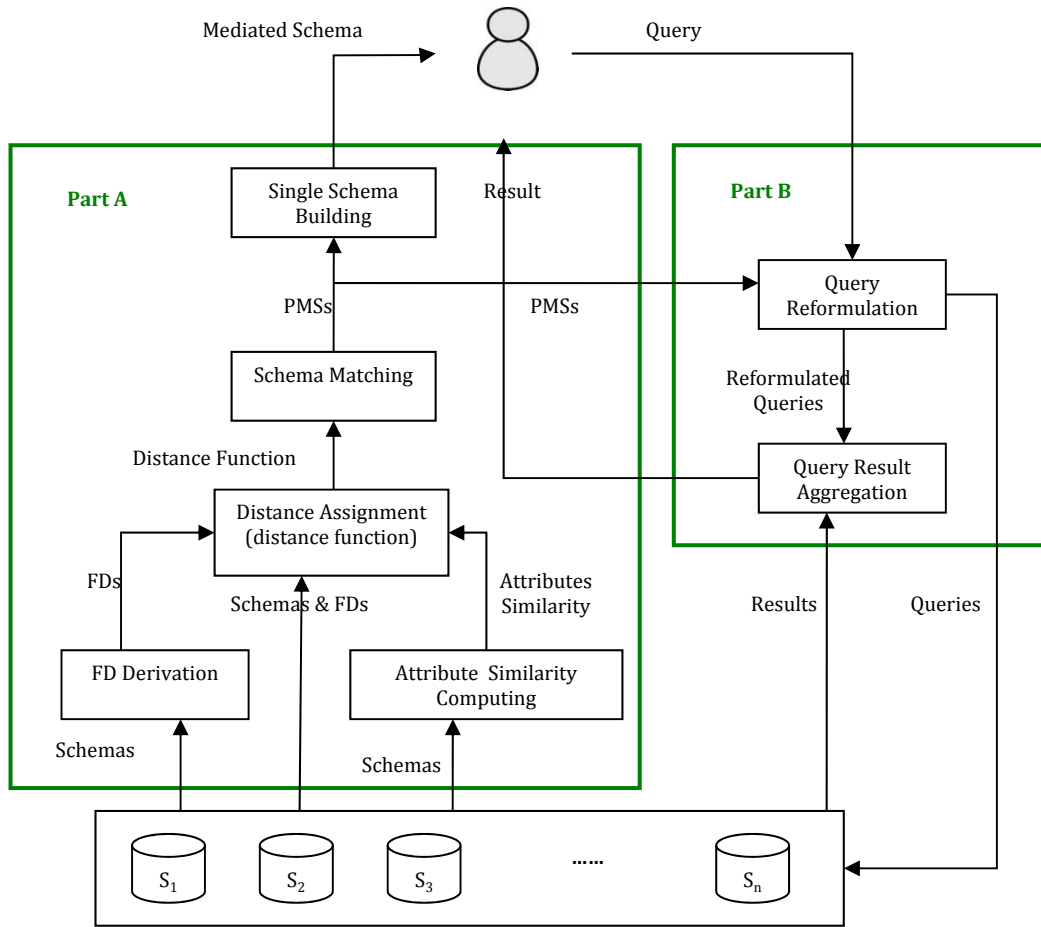 Mediated Schema
Query
Part A
Single Schema
Building
Result
Part B
Query
Reformulation
PMSs
PMSs
Schema Matching
Reformulated
Queries
Distance Function
Query Result
Aggregation
Distance Assignment
(distance function)
FDs
Schemas & FDs
Attributes
Similarity
Results
Queries
FD Derivation
Attribute Similarity
Computing
Schemas
Schemas
S1
S2
S3
......
Sn